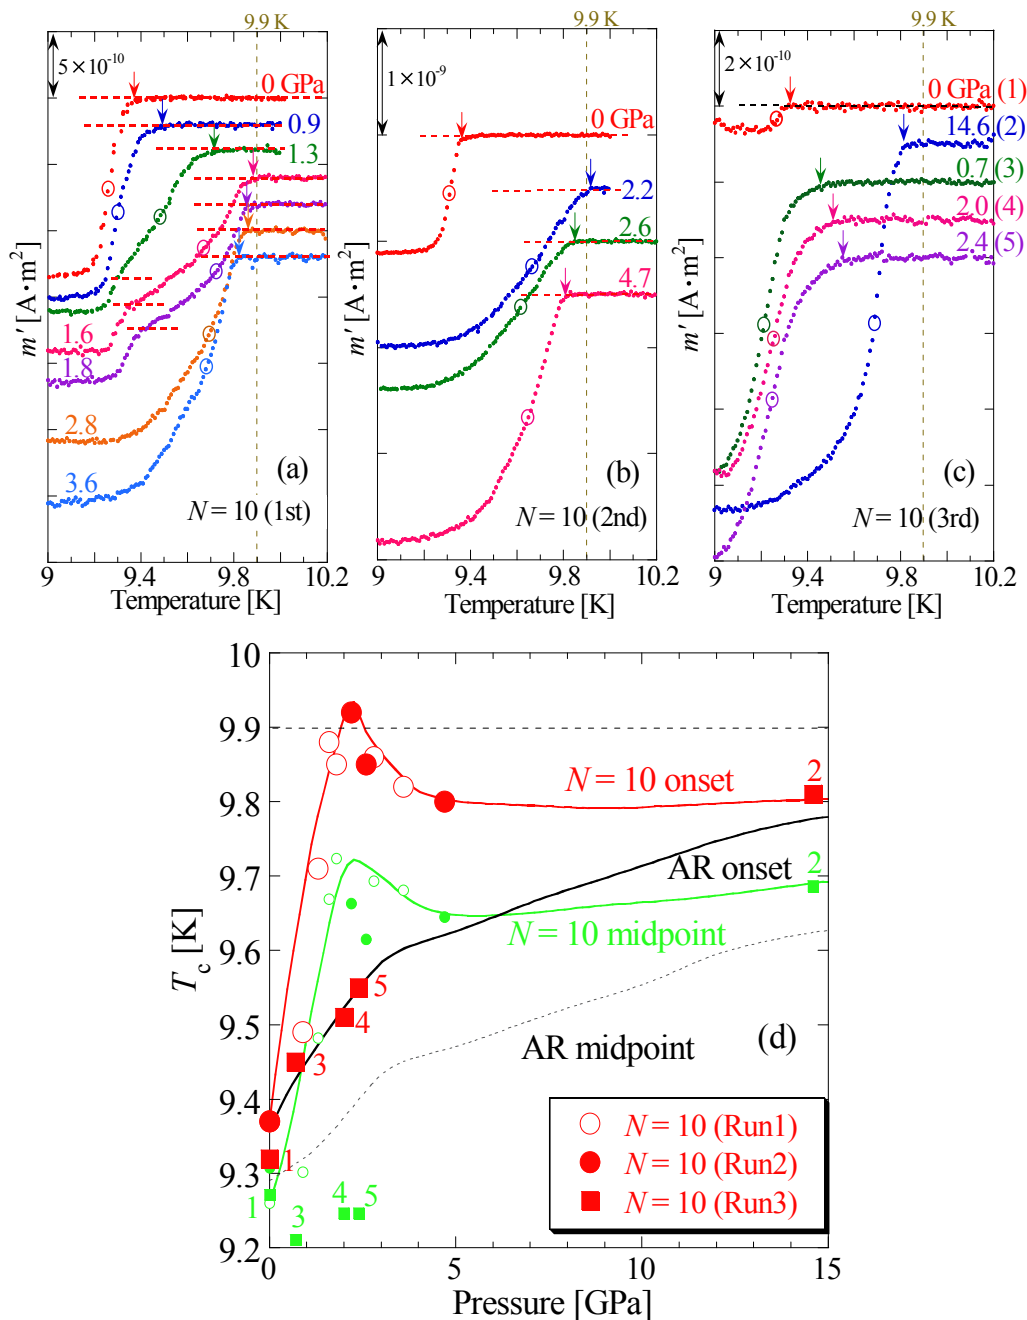 9.9 K
5 × 10⁻¹⁰
0 GPa
0.9
1.3
1.6
1.8
2.8
3.6
(a)
N = 10 (1st)
m′ [A・m²]
9 9.4 9.8 10.2
Temperature [K]
9.9 K
1 × 10⁻⁹
0 GPa
2.2
2.6
4.7
(b)
N = 10 (2nd)
m′ [A・m²]
9 9.4 9.8 10.2
Temperature [K]
9.9 K
2 × 10⁻¹⁰
0 GPa (1)
14.6 (2)
0.7 (3)
2.0 (4)
2.4 (5)
(c)
N = 10 (3rd)
m′ [A・m²]
9 9.4 9.8 10.2
Temperature [K]
10
9.9
9.8
9.7
9.6
9.5
9.4
9.3
9.2
Tc [K]
2
N = 10 onset
AR onset
2
N = 10 midpoint
5
4
3
AR midpoint
(d)
1
1
3
4
5
N = 10 (Run1)
N = 10 (Run2)
N = 10 (Run3)
0 5 10 15
Pressure [GPa]